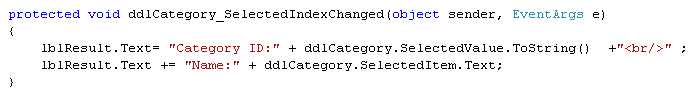 protected void ddlCategory_SelectedIndexChanged(object sender, EventArgs e)
{
    lblResult.Text= "Category ID:" + ddlCategory.SelectedValue.ToString()  +"<br/>" ;
    lblResult.Text += "Name:" + ddlCategory.SelectedItem.Text;
}